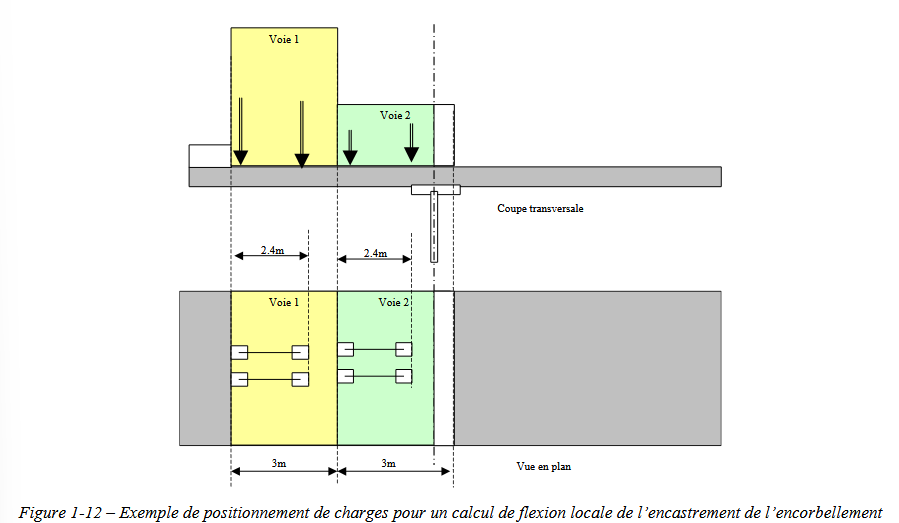 Voie 1
Voie 2
Coupe transversale
2.4m
2.4m
Voie 1
Voie 2
3m
3m
Vue en plan
Figure 1-12 – Exemple de positionnement de charges pour un calcul de flexion locale de l’encastrement de l’encorbellement